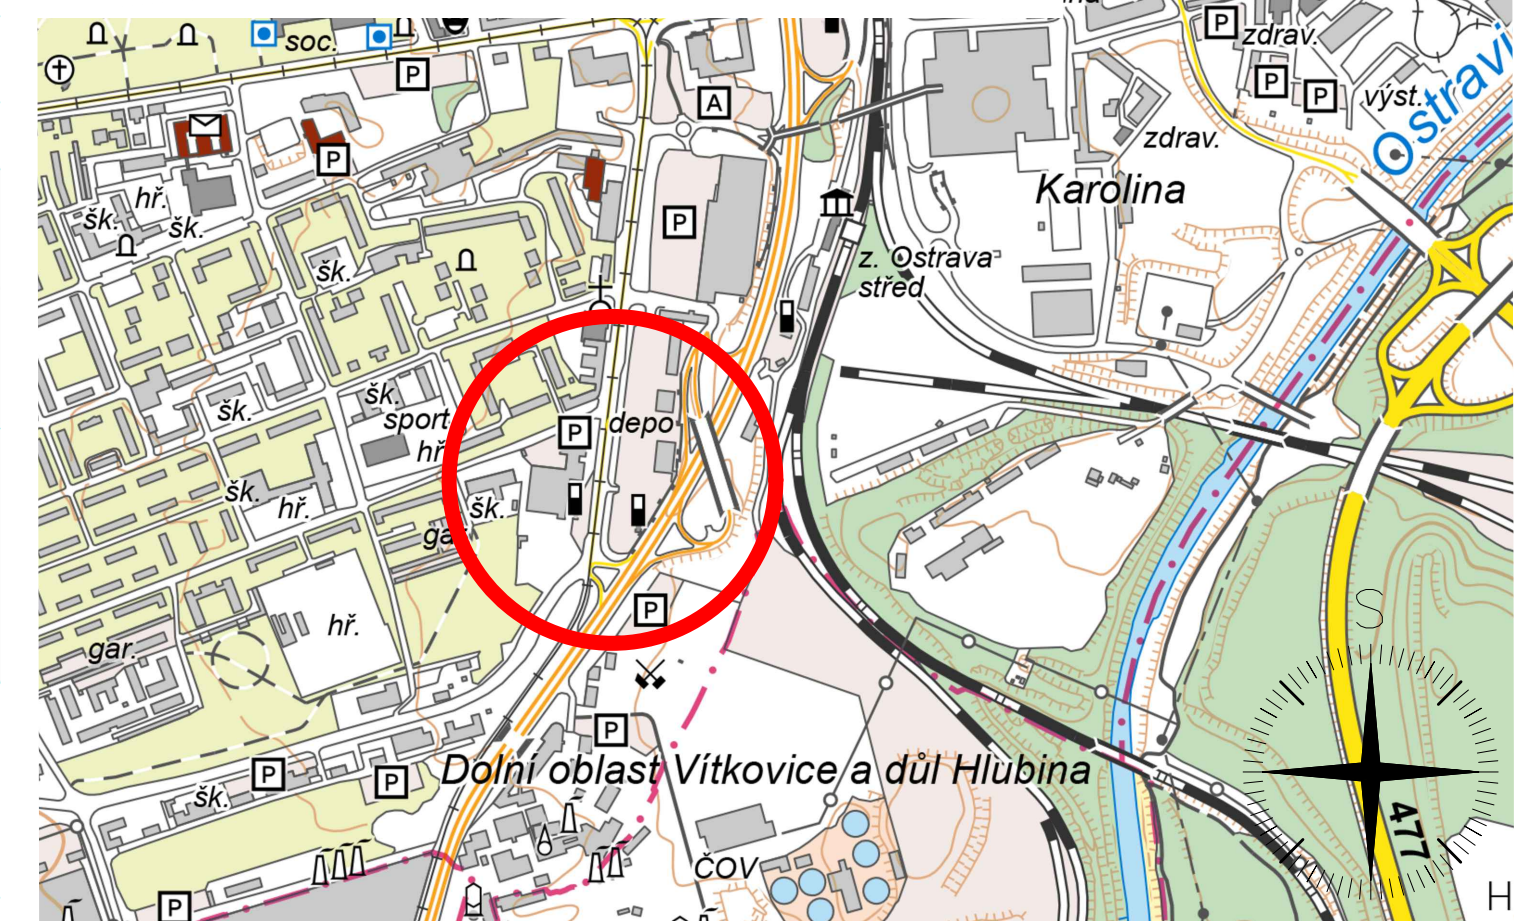 P
zdrav.
soc.
P
P
P
výst.
Ostravi
A
zdrav.
P
hř.
šk.
šk.
Karolina
P
šk.
z. Ostrava
střed
šk.
sport.
hř.
šk.
P
depo
šk.
hř.
šk.
ga
hř.
P
S
gar.
P
Dolní oblast Vítkovice a důl Hlubina
P
P
šk.
477
ČOV
P
H